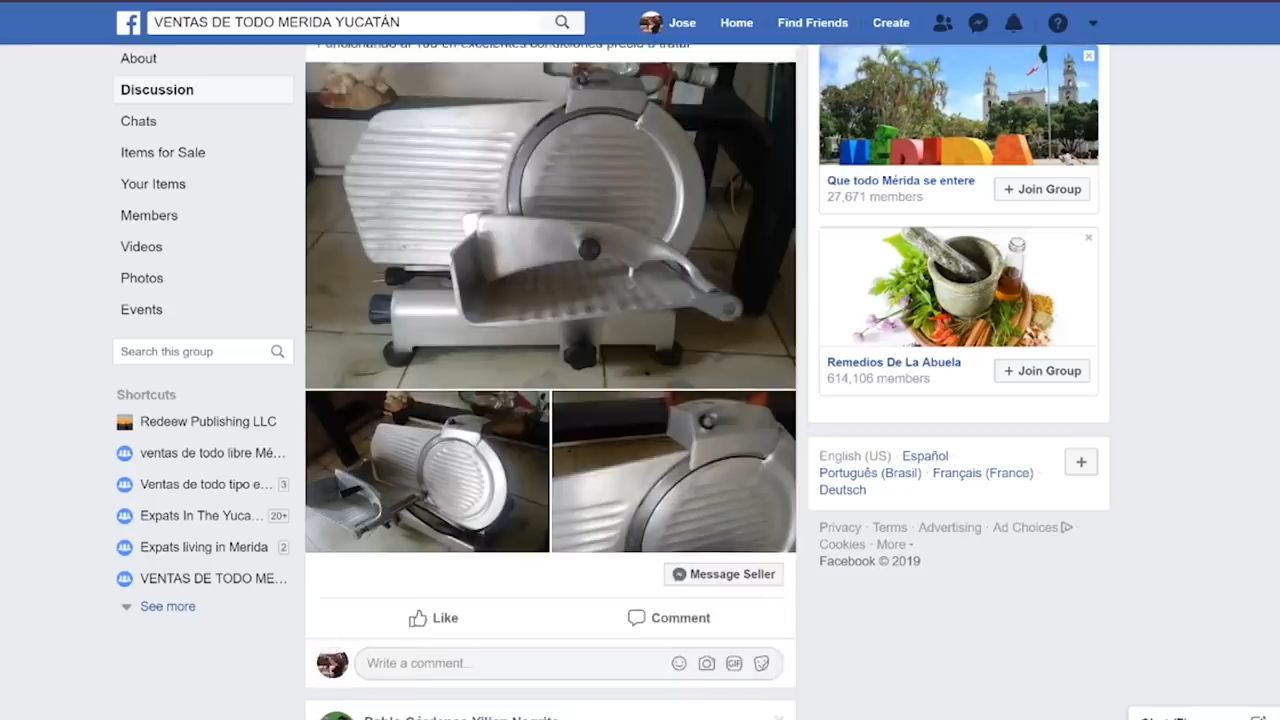 VENTAS DE TODO MERIDA YUCATÁN
Jose
Home
Find Friends
Create
About
Discussion
Chats
Items for Sale
Your Items
Members
Videos
Photos
Events
Search this group
Shortcuts
Redeew Publishing LLC
ventas de todo libre Mé...
Ventas de todo tipo e... 3
Expats In The Yuca... 20+
Expats living in Merida 2
VENTAS DE TODO ME...
See more
Message Seller
Like
Comment
Write a comment...
GIF
MÉRIDA
Que todo Mérida se entere
27,671 members
+ Join Group
Remedios De La Abuela
614,106 members
+ Join Group
English (US) · Español ·
Português (Brasil) · Français (France) ·
Deutsch
Privacy · Terms · Advertising · Ad Choices ·
Cookies · More
Facebook © 2019